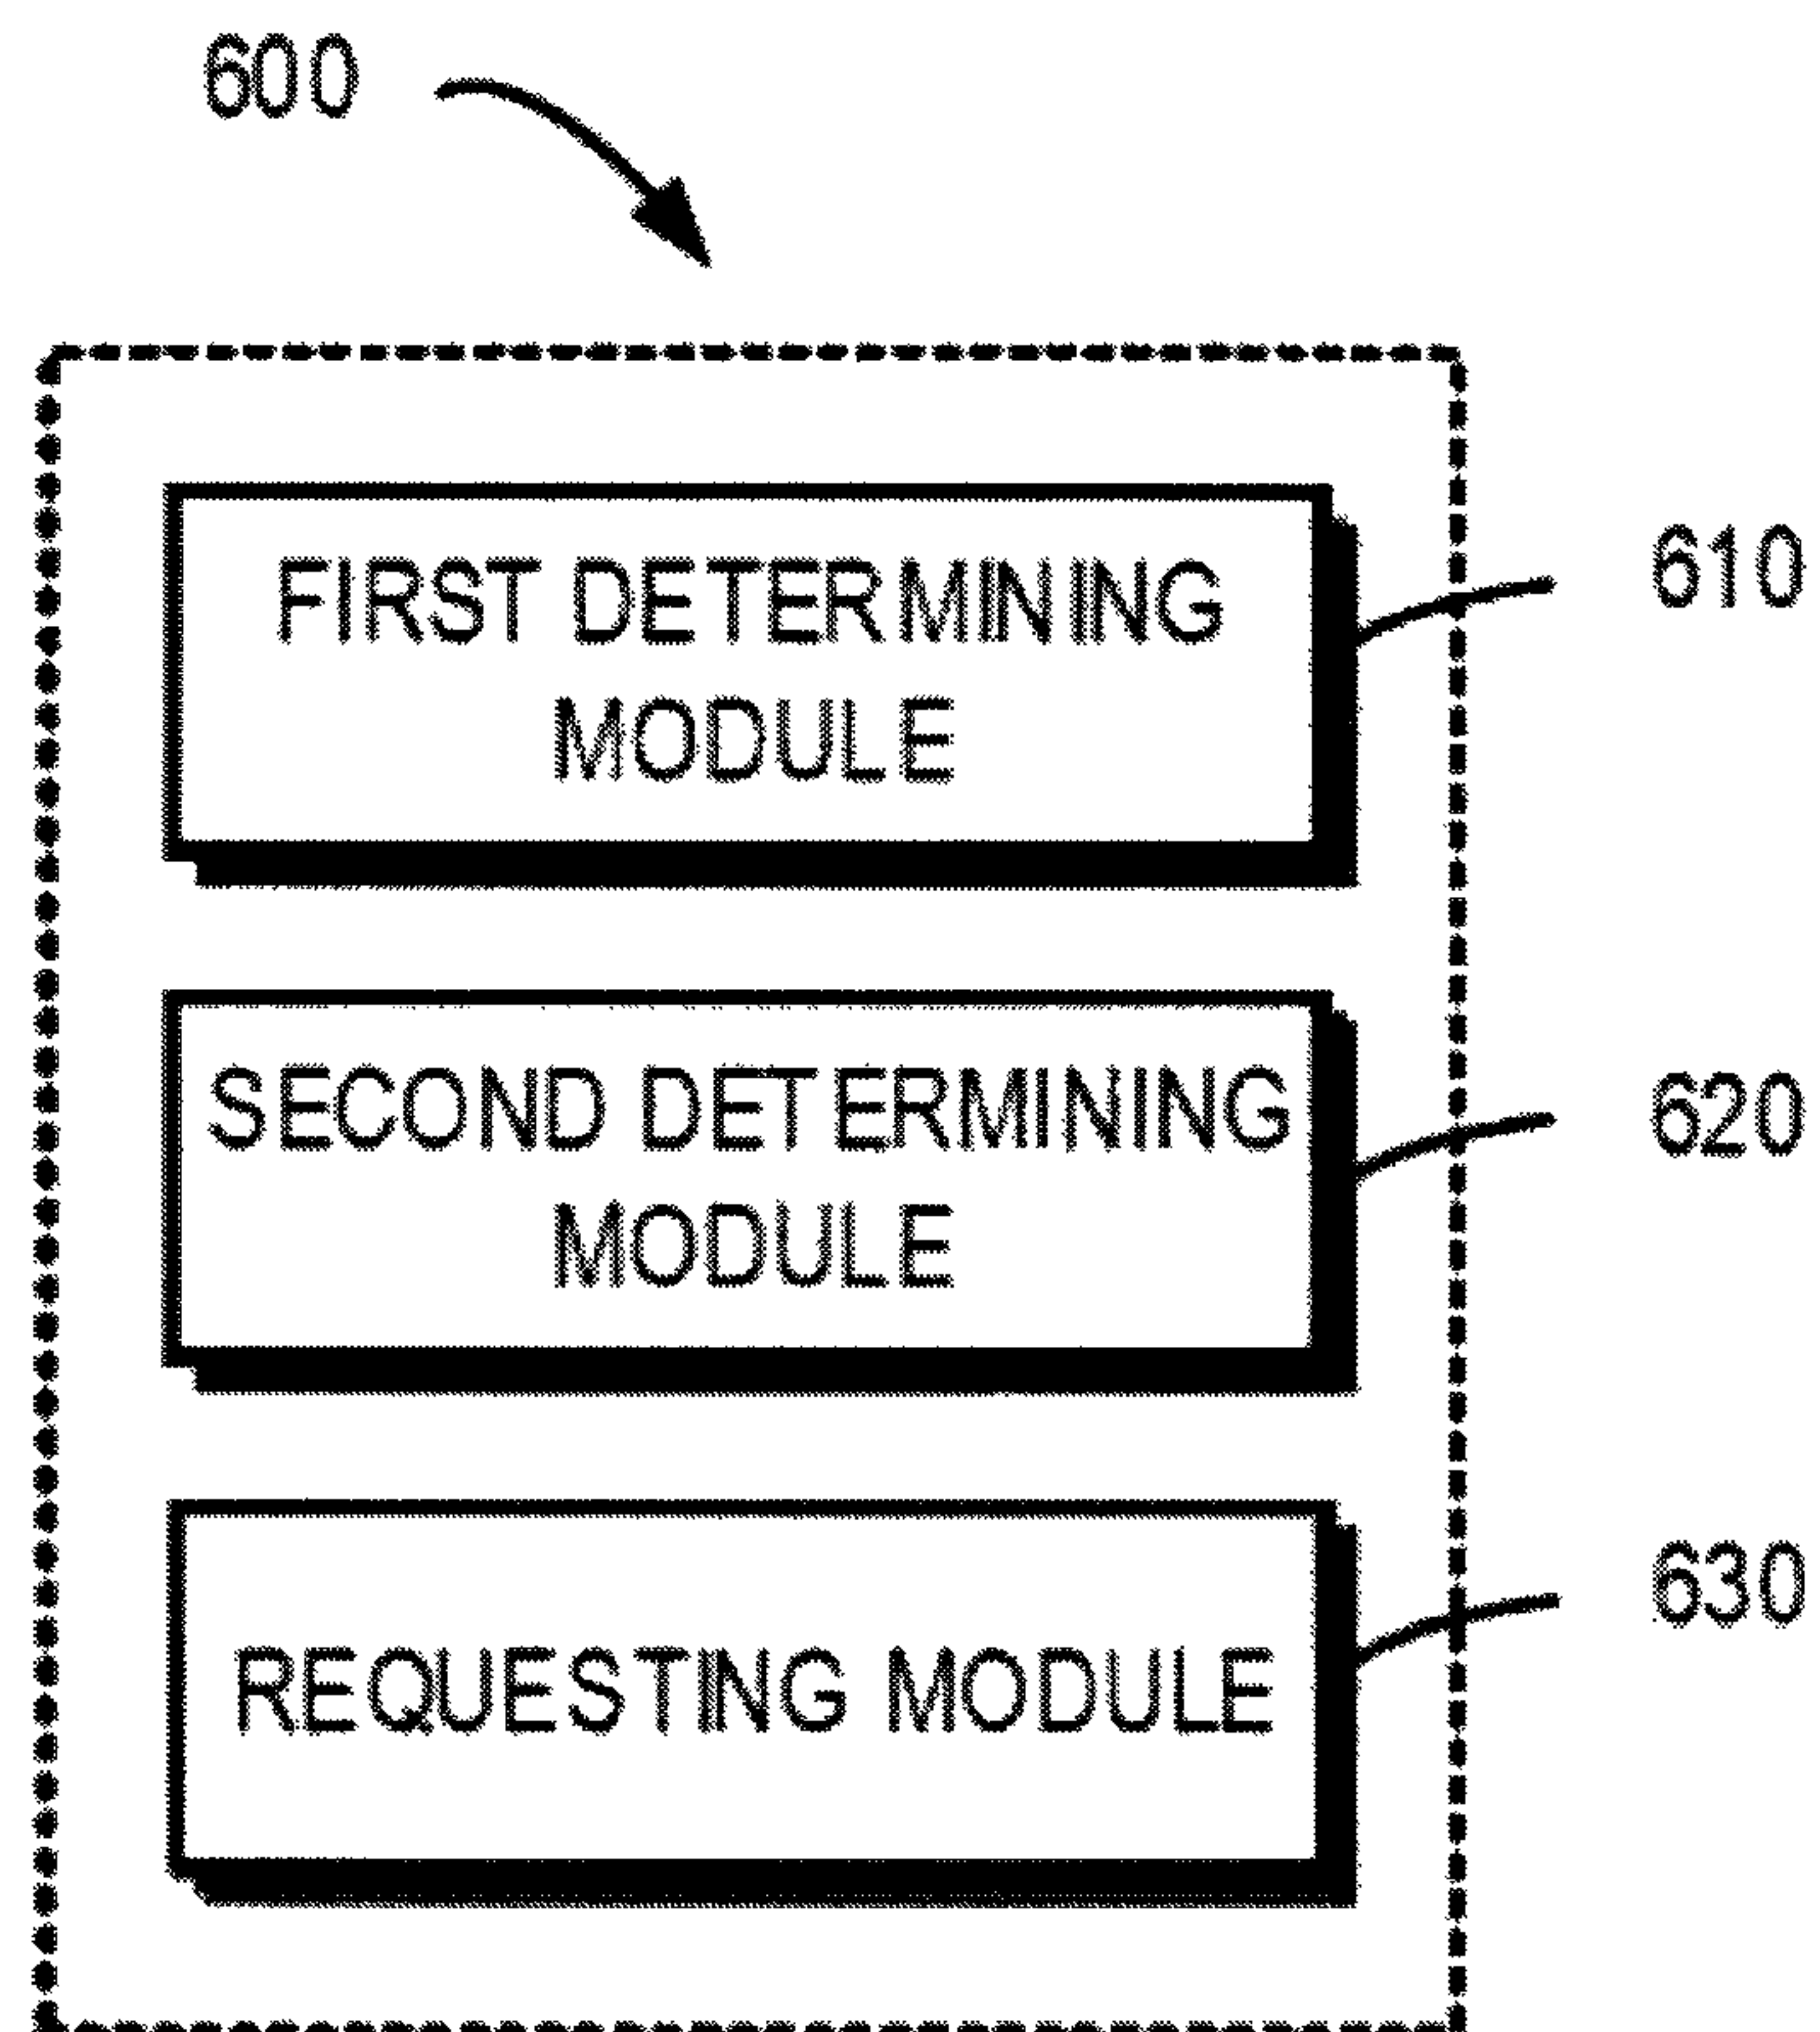 600
FIRST DETERMINING
MODULE
610
SECOND DETERMINING
MODULE
620
REQUESTING MODULE
630